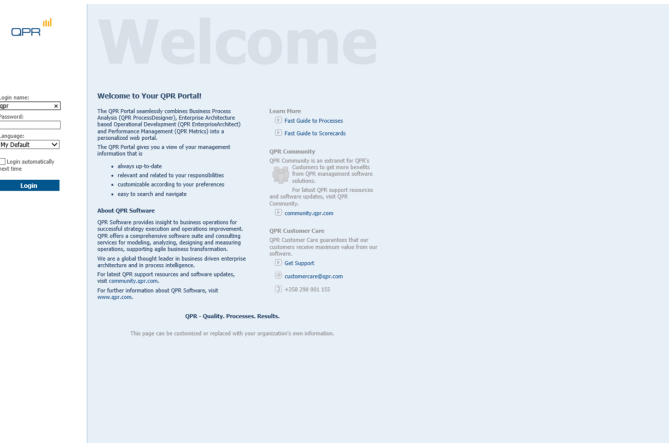 QPR
Login name:
qpr
Password:
Language:
My Default
Login automatically
next time
Login
Welcome
Welcome to Your QPR Portal!
The QPR Portal seamlessly combines Business Process
Analysis (QPR ProcessDesigner), Enterprise Architecture
based Operational Development (QPR EnterpriseArchitect)
and Performance Management (QPR Metrics) into a
personalized web portal.
The QPR Portal gives you a view of your management
information that is
• always up-to-date
• relevant and related to your responsibilities
• customizable according to your preferences
• easy to search and navigate
About QPR Software
QPR Software provides insight to business operations for
successful strategy execution and operations improvement.
QPR offers a comprehensive software suite and consulting
services for modeling, analyzing, designing and measuring
operations, supporting agile business transformation.
We are a global thought leader in business driven enterprise
architecture and in process intelligence.
For latest QPR support resources and software updates,
visit community.qpr.com.
For further information about QPR Software, visit
www.qpr.com.
Learn More
Fast Guide to Processes
Fast Guide to Scorecards
QPR Community
QPR Community is an extranet for QPR's
Customers to get more benefits
from QPR management software
solutions.
For latest QPR support resources
and software updates, visit QPR
Community.
community.qpr.com
QPR Customer Care
QPR Customer Care guarantees that our
customers receive maximum value from our
software.
Get Support
customercare@qpr.com
+358 290 001 155
QPR - Quality. Processes. Results.
This page can be customized or replaced with your organization's own information.